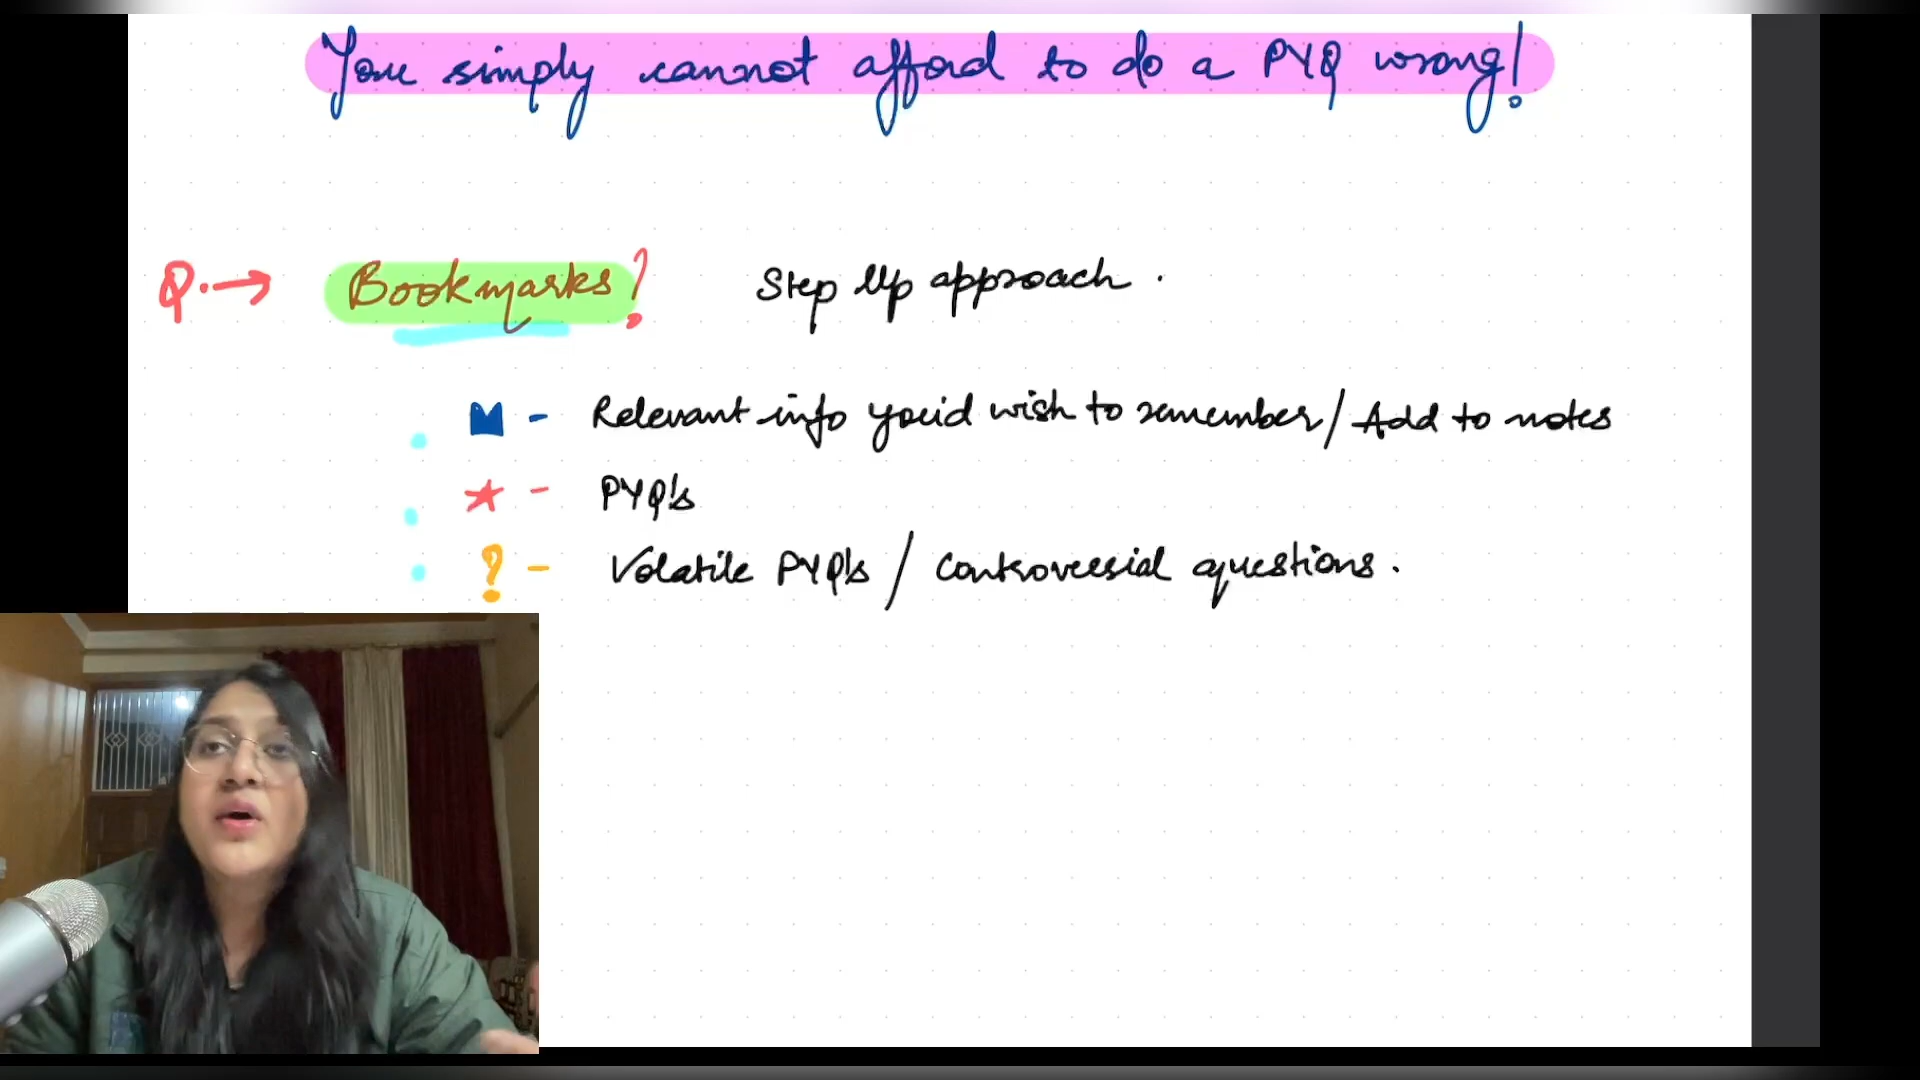 You simply cannot afford to do a PYQ wrong!
Q. → Bookmarks? Step Up approach.
- Relevant info you'd wish to remember / Add to notes
★ - PYQ's
? - Volatile PYQ's / Controversial questions.